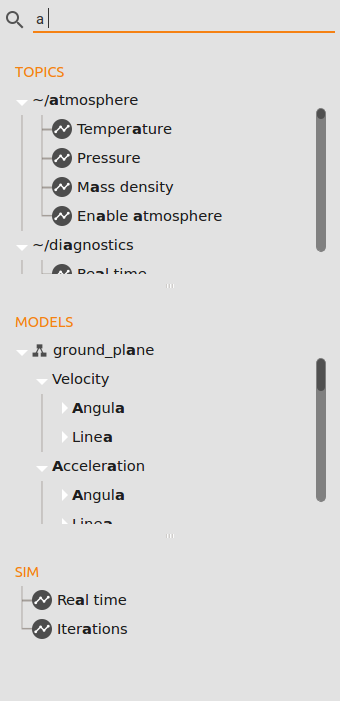 a
TOPICS
~/atmosphere
Temperature
Pressure
Mass density
Enable atmosphere
~/diagnostics
Real time
MODELS
ground_plane
Velocity
Angula
Linea
Acceleration
Angula
Linea
SIM
Real time
Iterations